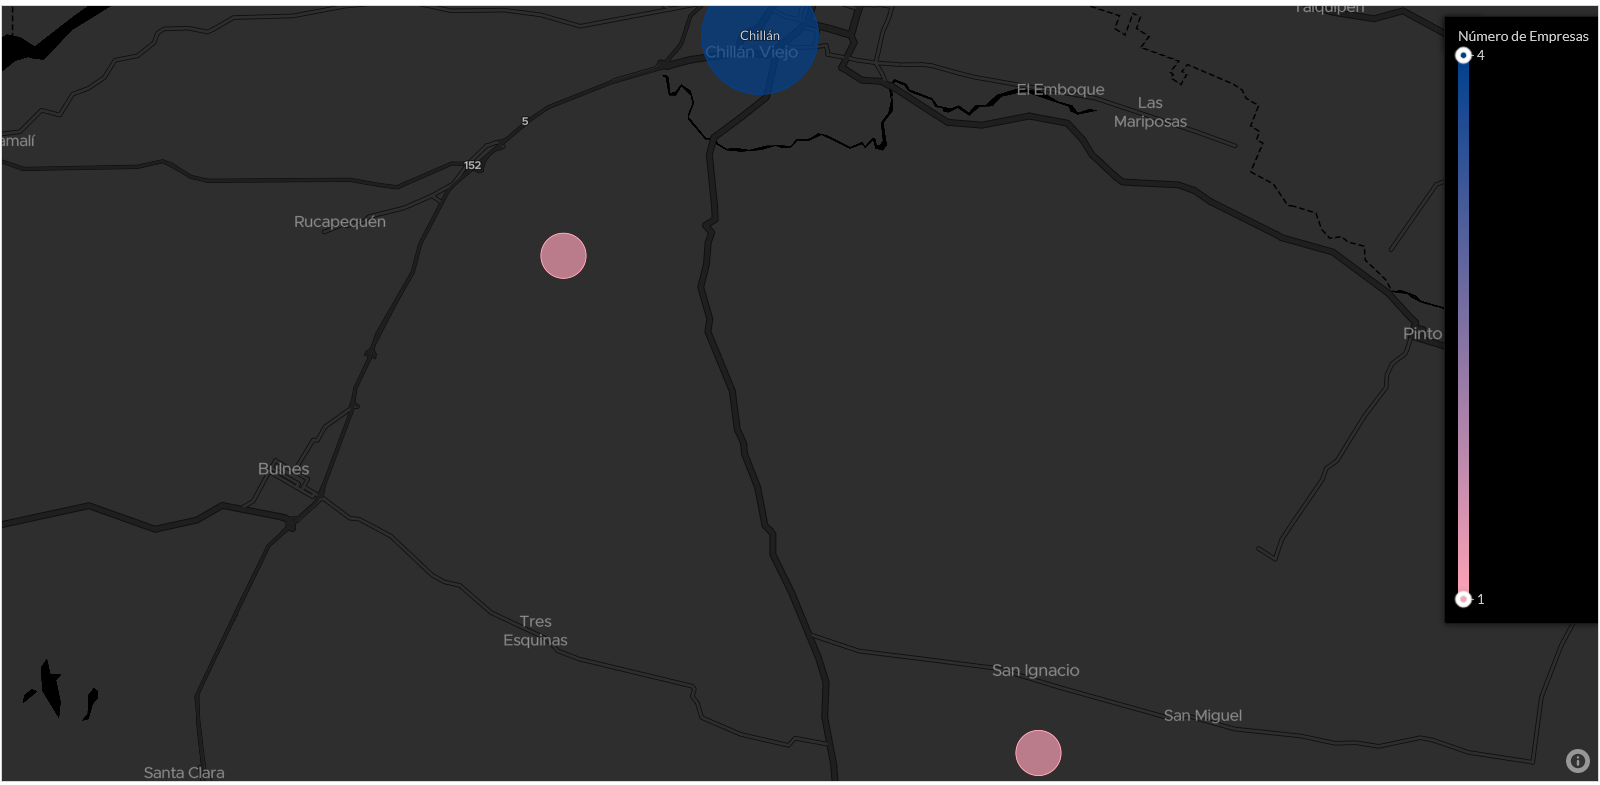 Chillán
Chillán Viejo
Número de Empresas
4
El Emboque
Las
Mariposas
5
amalí
152
Rucapequén
Pinto
Bulnes
1
Tres
Esquinas
San Ignacio
San Miguel
Santa Clara